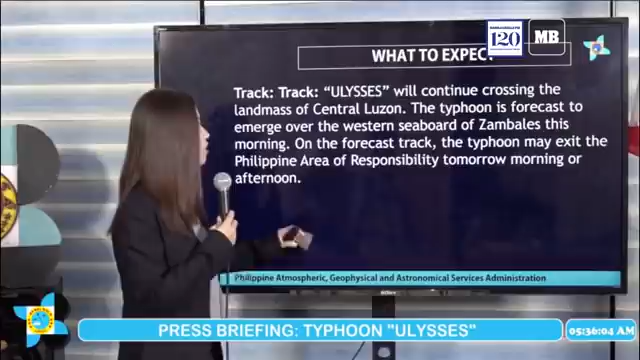 120
MB
WHAT TO EXPECT
Track: Track: “ULYSSES” will continue crossing the
landmass of Central Luzon. The typhoon is forecast to
emerge over the western seaboard of Zambales this
morning. On the forecast track, the typhoon may exit the
Philippine Area of Responsibility tomorrow morning or
afternoon.
Philippine Atmospheric, Geophysical and Astronomical Services Administration
SONY
PRESS BRIEFING: TYPHOON "ULYSSES"
05:36:04 AM